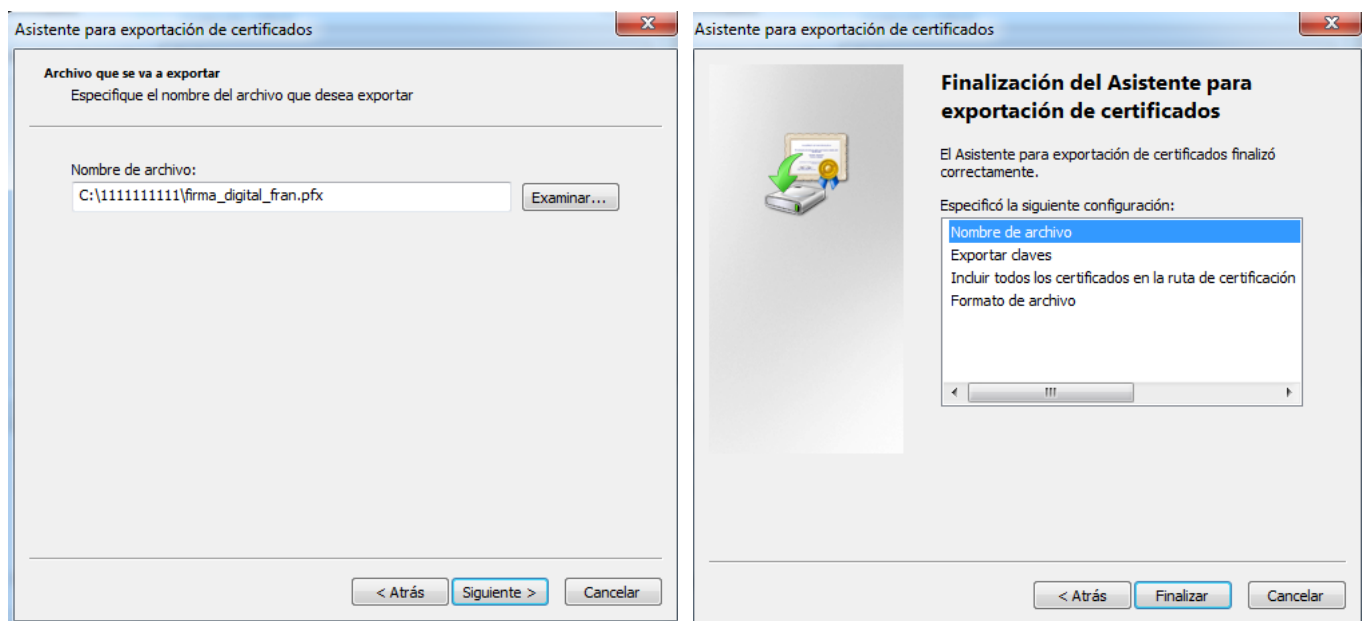 Asistente para exportación de certificados
Archivo que se va a exportar
Especifique el nombre del archivo que desea exportar
Nombre de archivo:
C:\1111111111\firma_digital_fran.pfx
Examinar...
< Atrás
Siguiente >
Cancelar
Asistente para exportación de certificados
Finalización del Asistente para
exportación de certificados
El Asistente para exportación de certificados finalizó
correctamente.
Especificó la siguiente configuración:
Nombre de archivo
Exportar claves
Incluir todos los certificados en la ruta de certificación
Formato de archivo
< Atrás
Finalizar
Cancelar